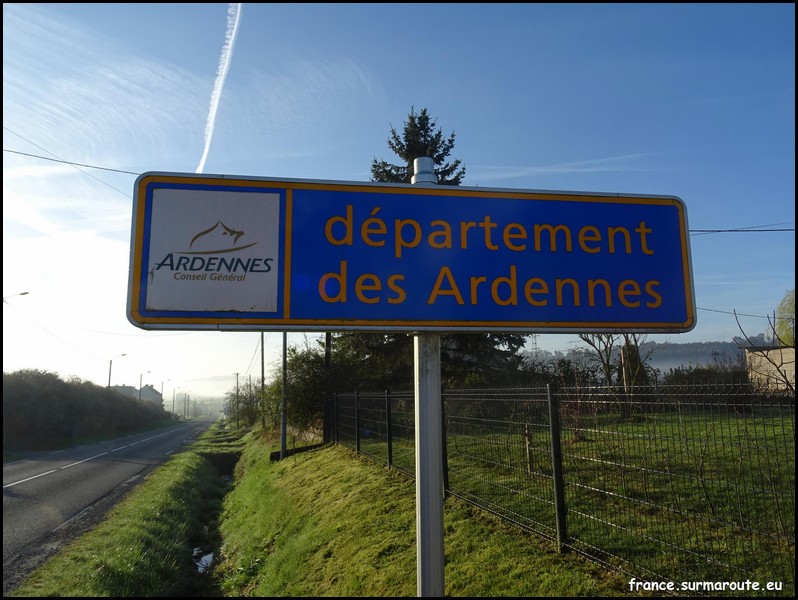 ARDENNES
Conseil Général
département
des Ardennes
france.surmaroute.eu